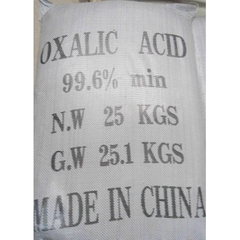 OXALIC ACID
99.6% min
N.W 25 KGS
G.W 25.1 KGS
MADE IN CHINA